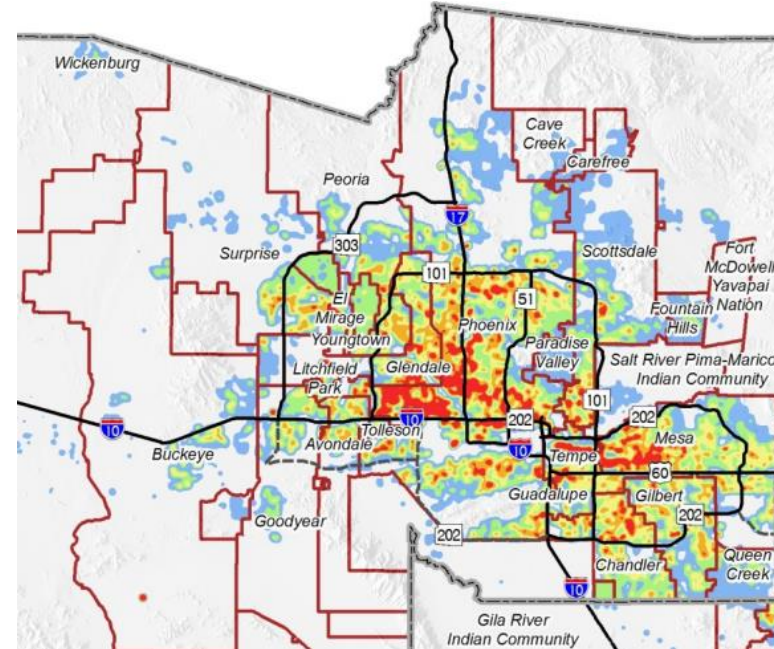 Wickenburg
Cave
Creek
Carefree
Peoria
17
303
Surprise
Scottsdale
Fort
McDowell
Yavapai
Nation
101
51
El
Mirage
Fountain
Hills
Youngtown
Phoenix
Paradise
Valley
Salt River Pima-Marico
Indian Community
Litchfield
Park
Glendale
101
10
10
202
202
Tolleson
Avondale
Mesa
10
Buckeye
Tempe
60
Guadalupe
Gilbert
Goodyear
202
202
Queen
Creek
Chandler
10
Gila River
Indian Community